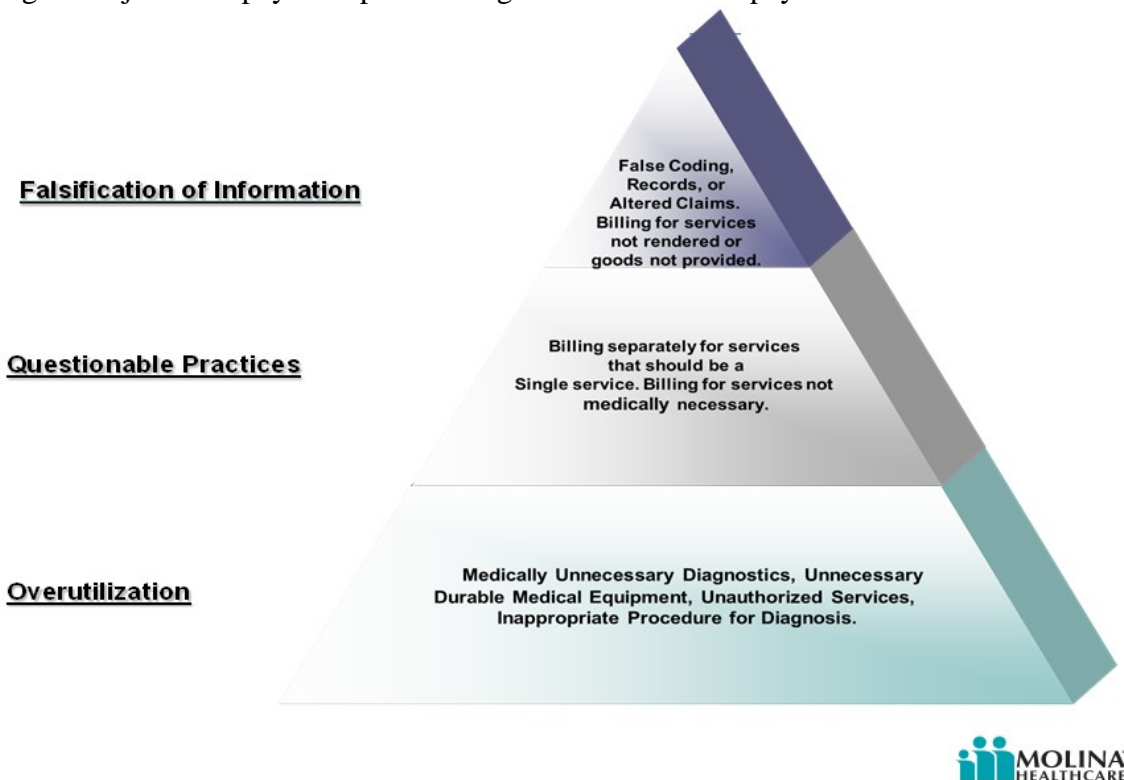 Falsification of Information
False Coding,
Records, or
Altered Claims.
Billing for services
not rendered or
goods not provided.
Questionable Practices
Billing separately for services
that should be a
Single service. Billing for services not
medically necessary.
Overutilization
Medically Unnecessary Diagnostics, Unnecessary
Durable Medical Equipment, Unauthorized Services,
Inappropriate Procedure for Diagnosis.
MOLINA
HEALTHCARE